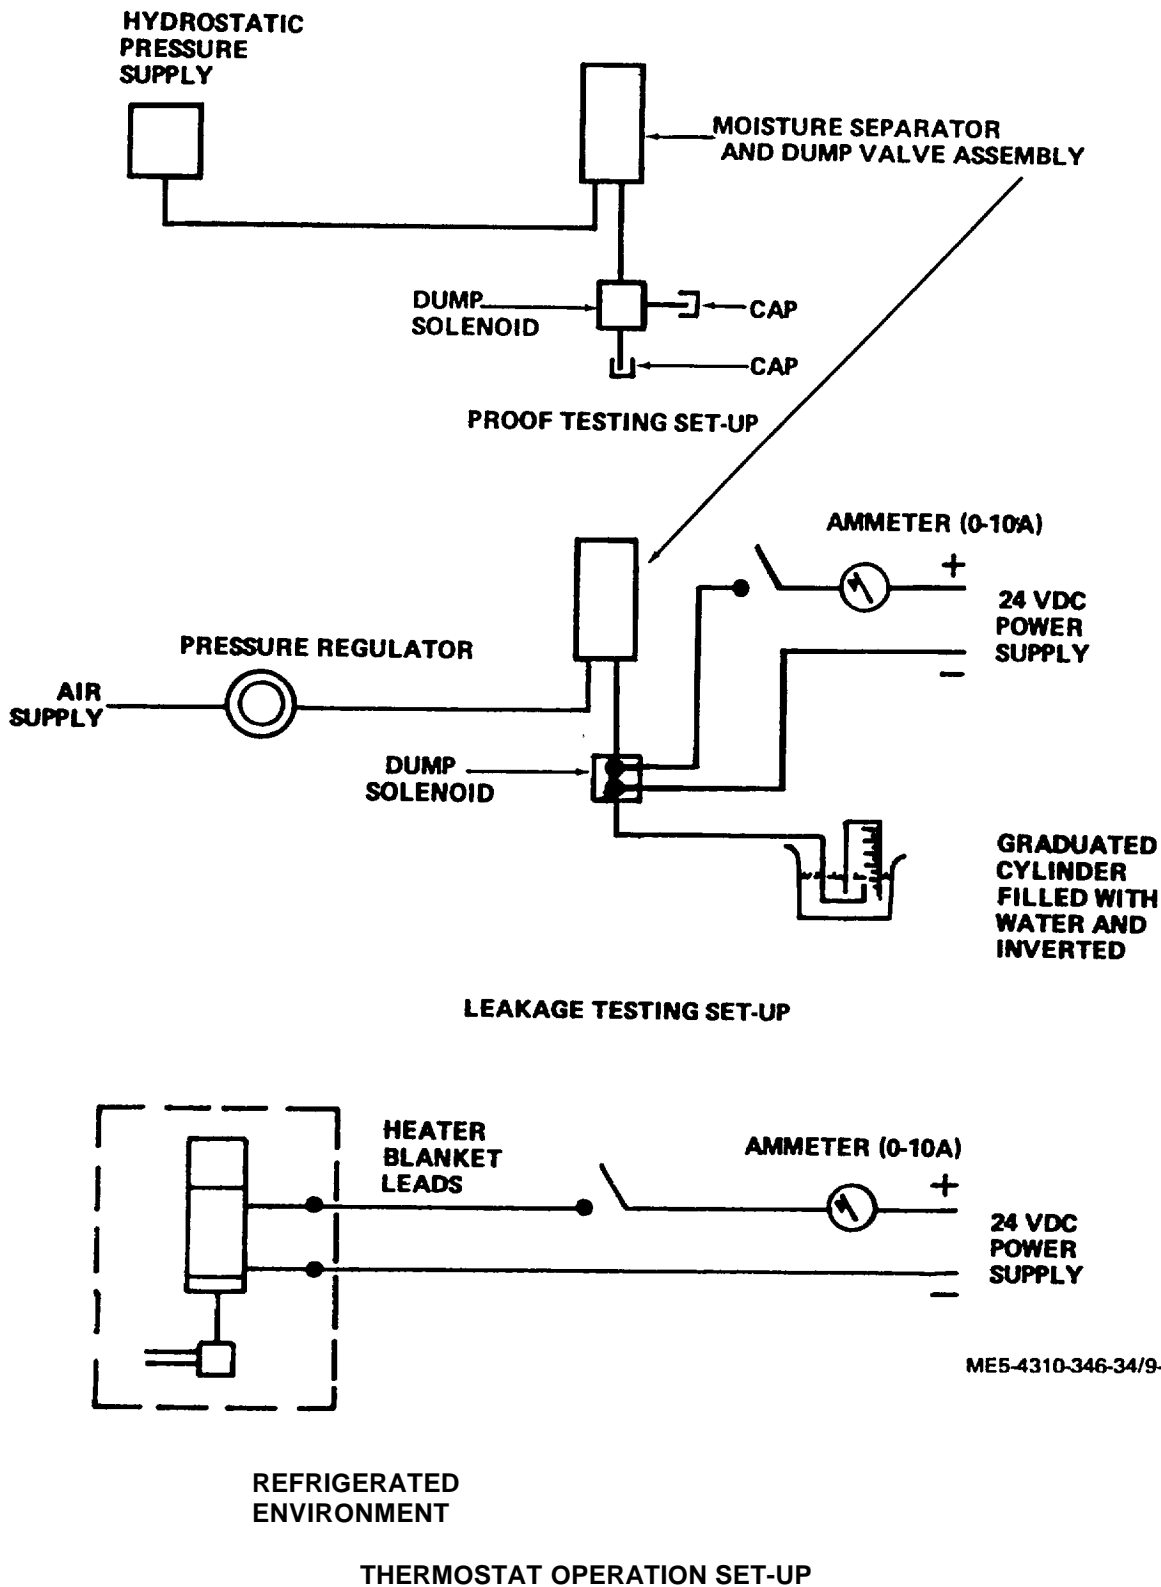 HYDROSTATIC
PRESSURE
SUPPLY
MOISTURE SEPARATOR
AND DUMP VALVE ASSEMBLY
DUMP
SOLENOID
CAP
CAP
PROOF TESTING SET-UP
AMMETER (0-10A)
+
24 VDC
POWER
SUPPLY
—
PRESSURE REGULATOR
AIR
SUPPLY
DUMP
SOLENOID
GRADUATED
CYLINDER
FILLED WITH
WATER AND
INVERTED
LEAKAGE TESTING SET-UP
HEATER
BLANKET
LEADS
AMMETER (0-10A)
+
24 VDC
POWER
SUPPLY
—
ME5-4310-346-34/9-
REFRIGERATED
ENVIRONMENT
THERMOSTAT OPERATION SET-UP